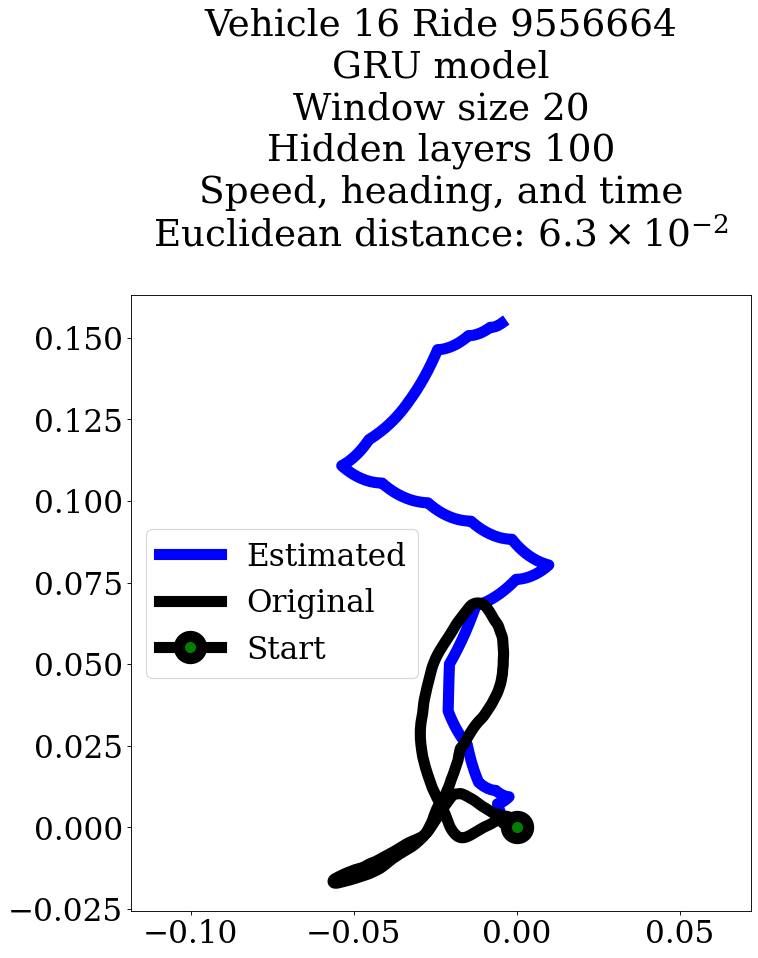 Vehicle 16 Ride 9556664
GRU model
Window size 20
Hidden layers 100
Speed, heading, and time
Euclidean distance: 6.3 × 10⁻²
0.150
0.125
0.100
0.075
0.050
0.025
0.000
−0.025
Estimated
Original
Start
−0.10
−0.05
0.00
0.05